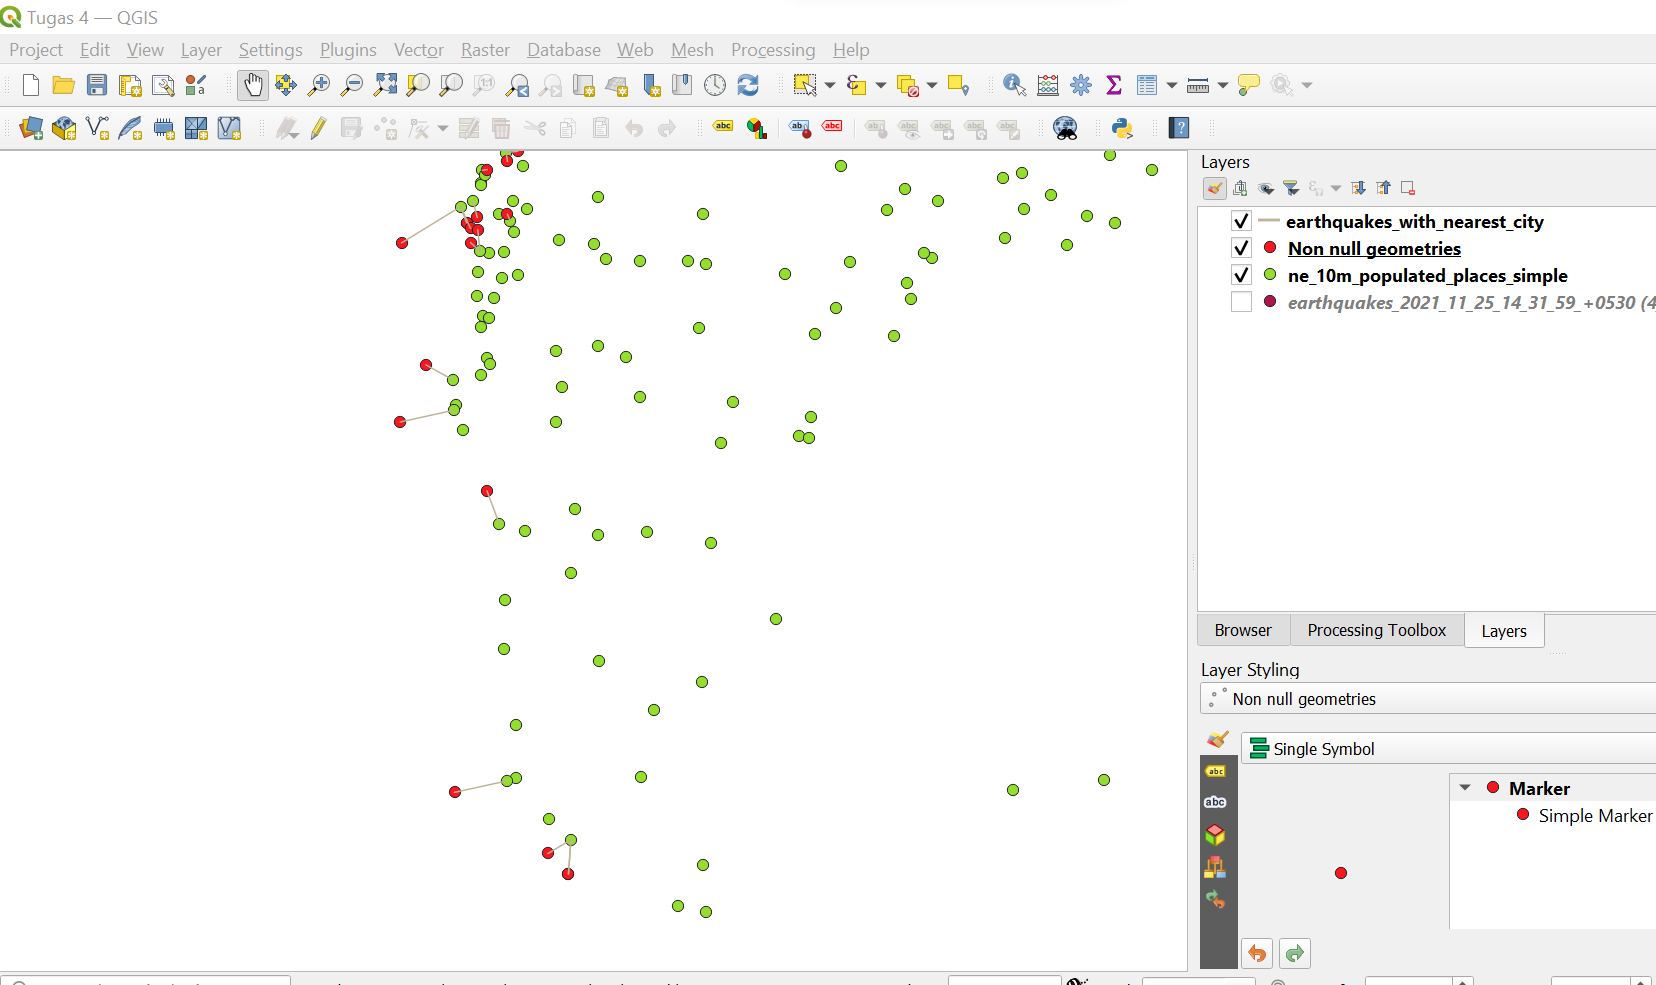 Tugas 4 — QGIS
Project Edit View Layer Settings Plugins Vector Raster Database Web Mesh Processing Help
Layers
earthquakes_with_nearest_city
Non null geometries
ne_10m_populated_places_simple
earthquakes_2021_11_25_14_31_59_+0530 (4
Browser Processing Toolbox Layers
Layer Styling
Non null geometries
Single Symbol
Marker
Simple Marker